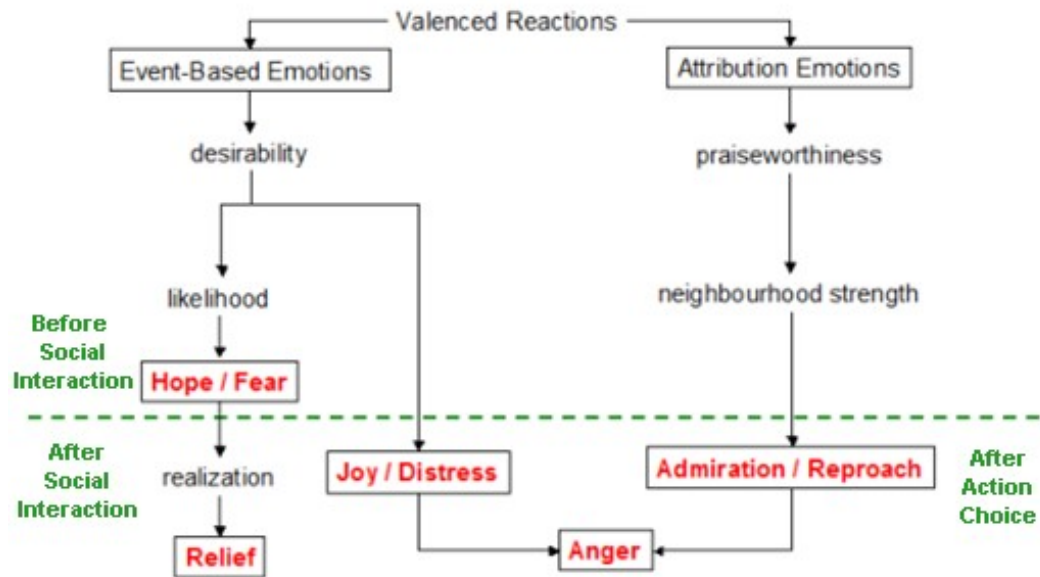 Valenced Reactions
Event-Based Emotions
Attribution Emotions
desirability
praiseworthiness
likelihood
neighbourhood strength
Before
Social
Interaction
Hope / Fear
After
Social
Interaction
realization
Joy / Distress
Admiration / Reproach
After
Action
Choice
Relief
Anger